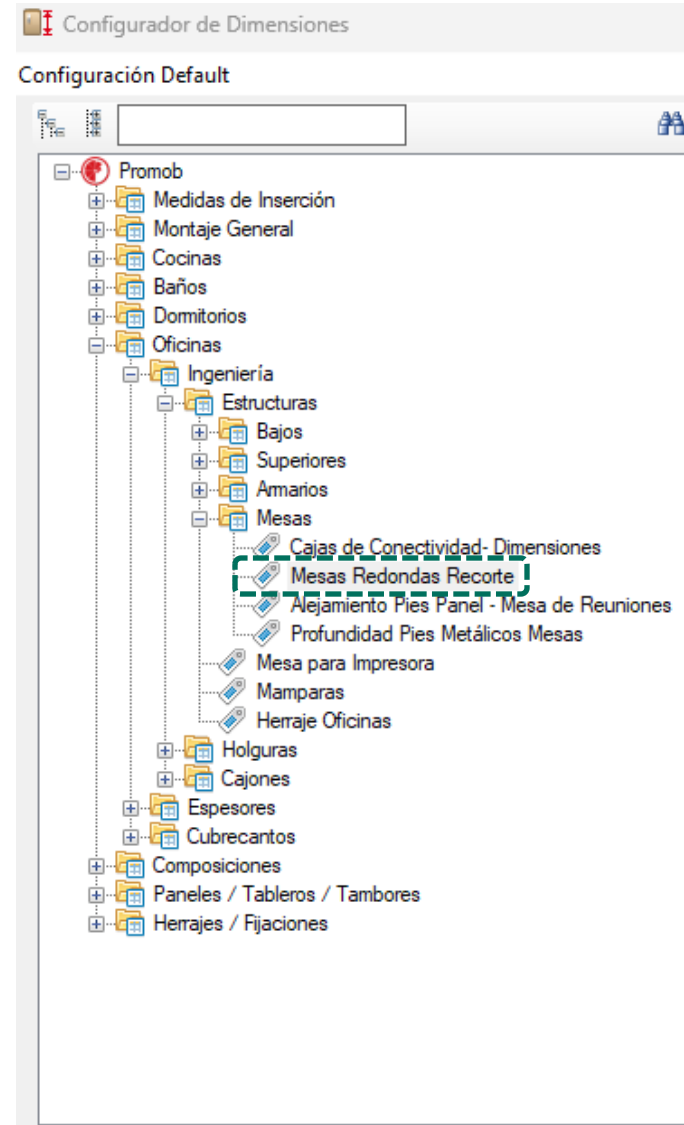 Configurador de Dimensiones
Configuración Default
Promob
Medidas de Inserción
Montaje General
Cocinas
Baños
Dormitorios
Oficinas
Ingeniería
Estructuras
Bajos
Superiores
Armarios
Mesas
Cajas de Conectividad- Dimensiones
Mesas Redondas Recorte
Alejamiento Pies Panel - Mesa de Reuniones
Profundidad Pies Metálicos Mesas
Mesa para Impresora
Mamparas
Herraje Oficinas
Holguras
Cajones
Espesores
Cubrecantos
Composiciones
Paneles / Tableros / Tambores
Herrajes / Fijaciones